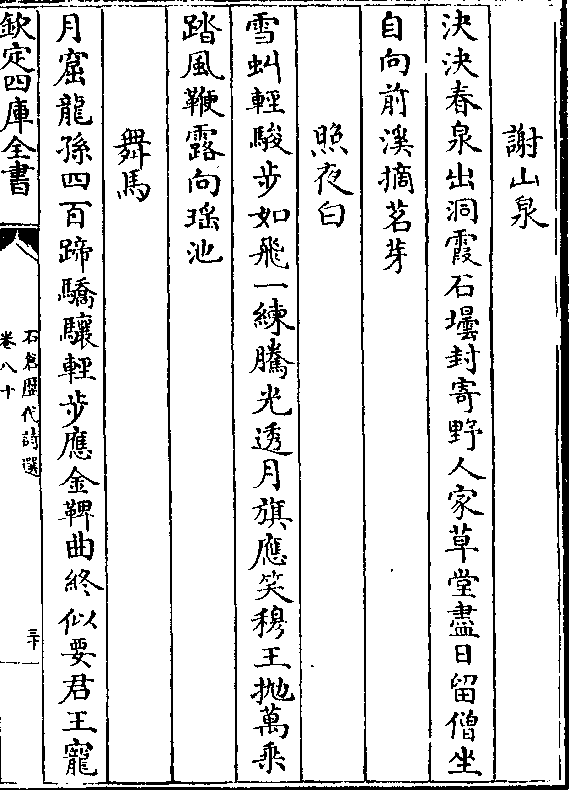 謝山泉
決決春泉出洞霞石壜封寄野人家草堂盡日留僧坐
自向前溪摘茗芽
照夜白
雪虬輕駿步如飛一練騰光透月旗應笑穆王抛萬乘
踏風鞭露向瑶池
舞馬
月窟龍孫四百蹄驕驤輕步應金鞞曲終似要君王寵
欽定四庫全書
石倉歷代詩選
卷八十
三十